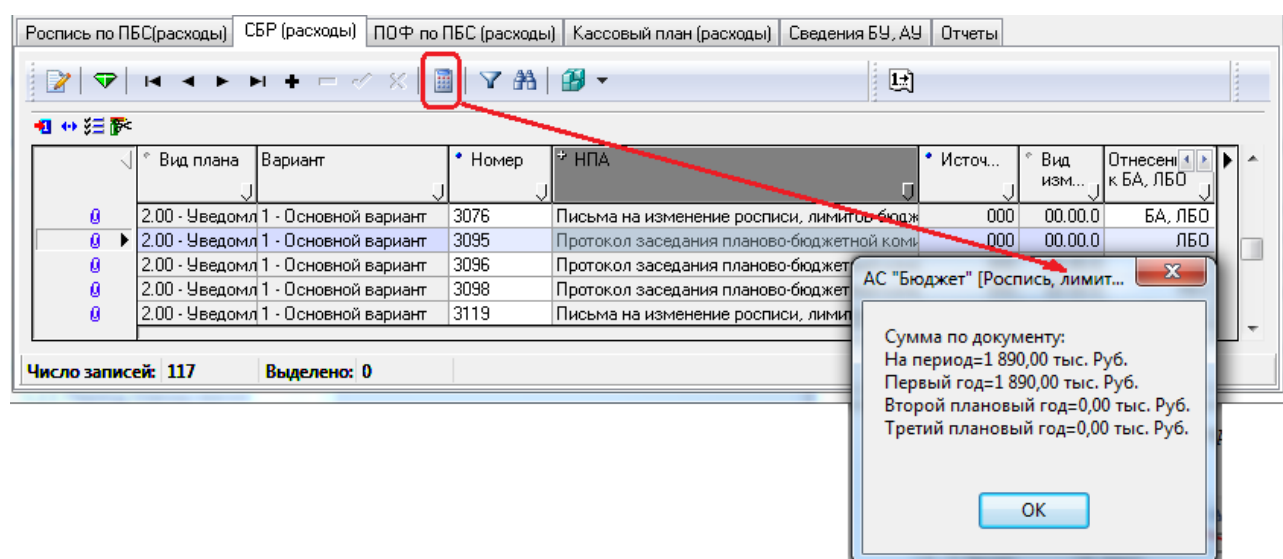 Роспись по ПБС(расходы) СБР (расходы) ПОФ по ПБС (расходы) Кассовый план (расходы) Сведения БУ, АУ Отчеты
Вид плана Вариант Номер НПА Источ... Вид изм... Отнесени к БА, ЛБО
2.00 - Уведомл 1 - Основной вариант 3076 Письма на изменение росписи, лимитов бюдж 000 00.00.0 БА, ЛБО
2.00 - Уведомл 1 - Основной вариант 3095 Протокол заседания планово-бюджетной коми 000 00.00.0 ЛБО
2.00 - Уведомл 1 - Основной вариант 3096 Протокол заседания планово-бюджет
2.00 - Уведомл 1 - Основной вариант 3098 Протокол заседания планово-бюджет
2.00 - Уведомл 1 - Основной вариант 3119 Письма на изменение росписи, лимит
Число записей: 117 Выделено: 0
АС "Бюджет" [Роспись, лимит...
Сумма по документу:
На период=1 890,00 тыс. Руб.
Первый год=1 890,00 тыс. Руб.
Второй плановый год=0,00 тыс. Руб.
Третий плановый год=0,00 тыс. Руб.
OK